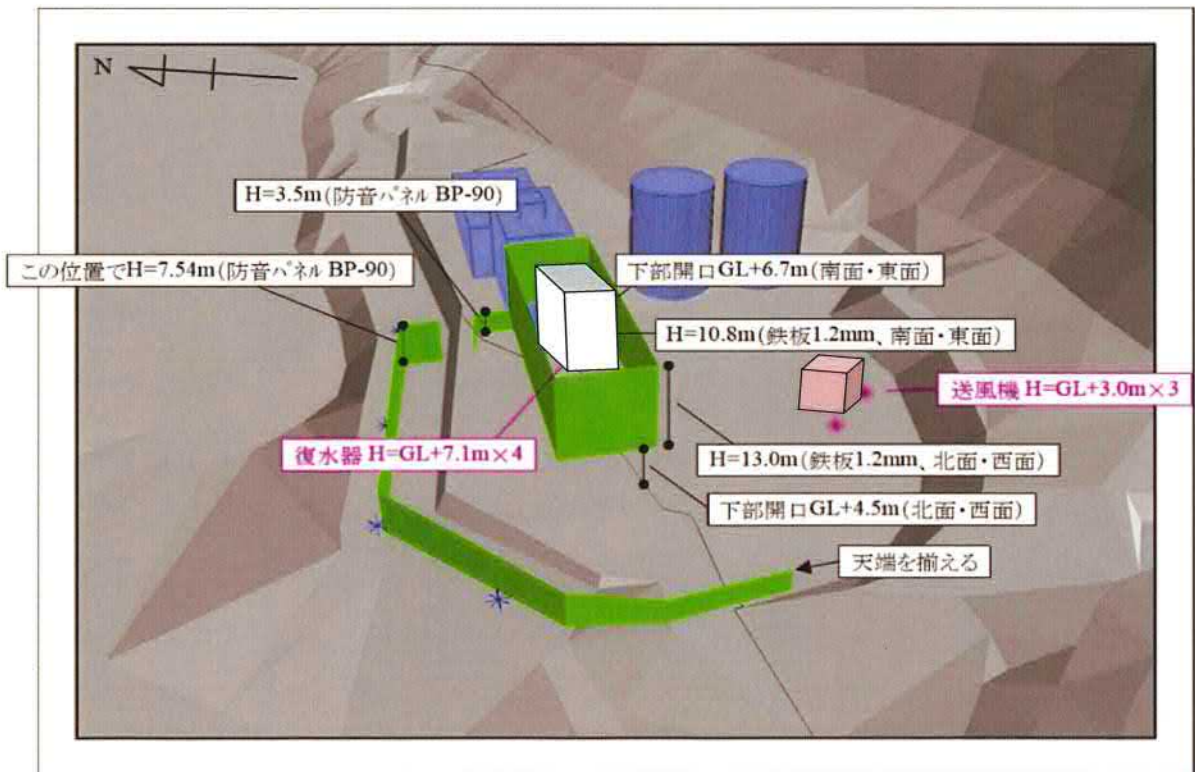 N
H=3.5m(防音パネル BP-90)
この位置でH=7.54m(防音パネル BP-90)
下部開口GL+6.7m(南面・東面)
H=10.8m(鉄板1.2mm、南面・東面)
送風機 H=GL+3.0m×3
復水器 H=GL+7.1m×4
H=13.0m(鉄板1.2mm、北面・西面)
下部開口GL+4.5m(北面・西面)
天端を揃える